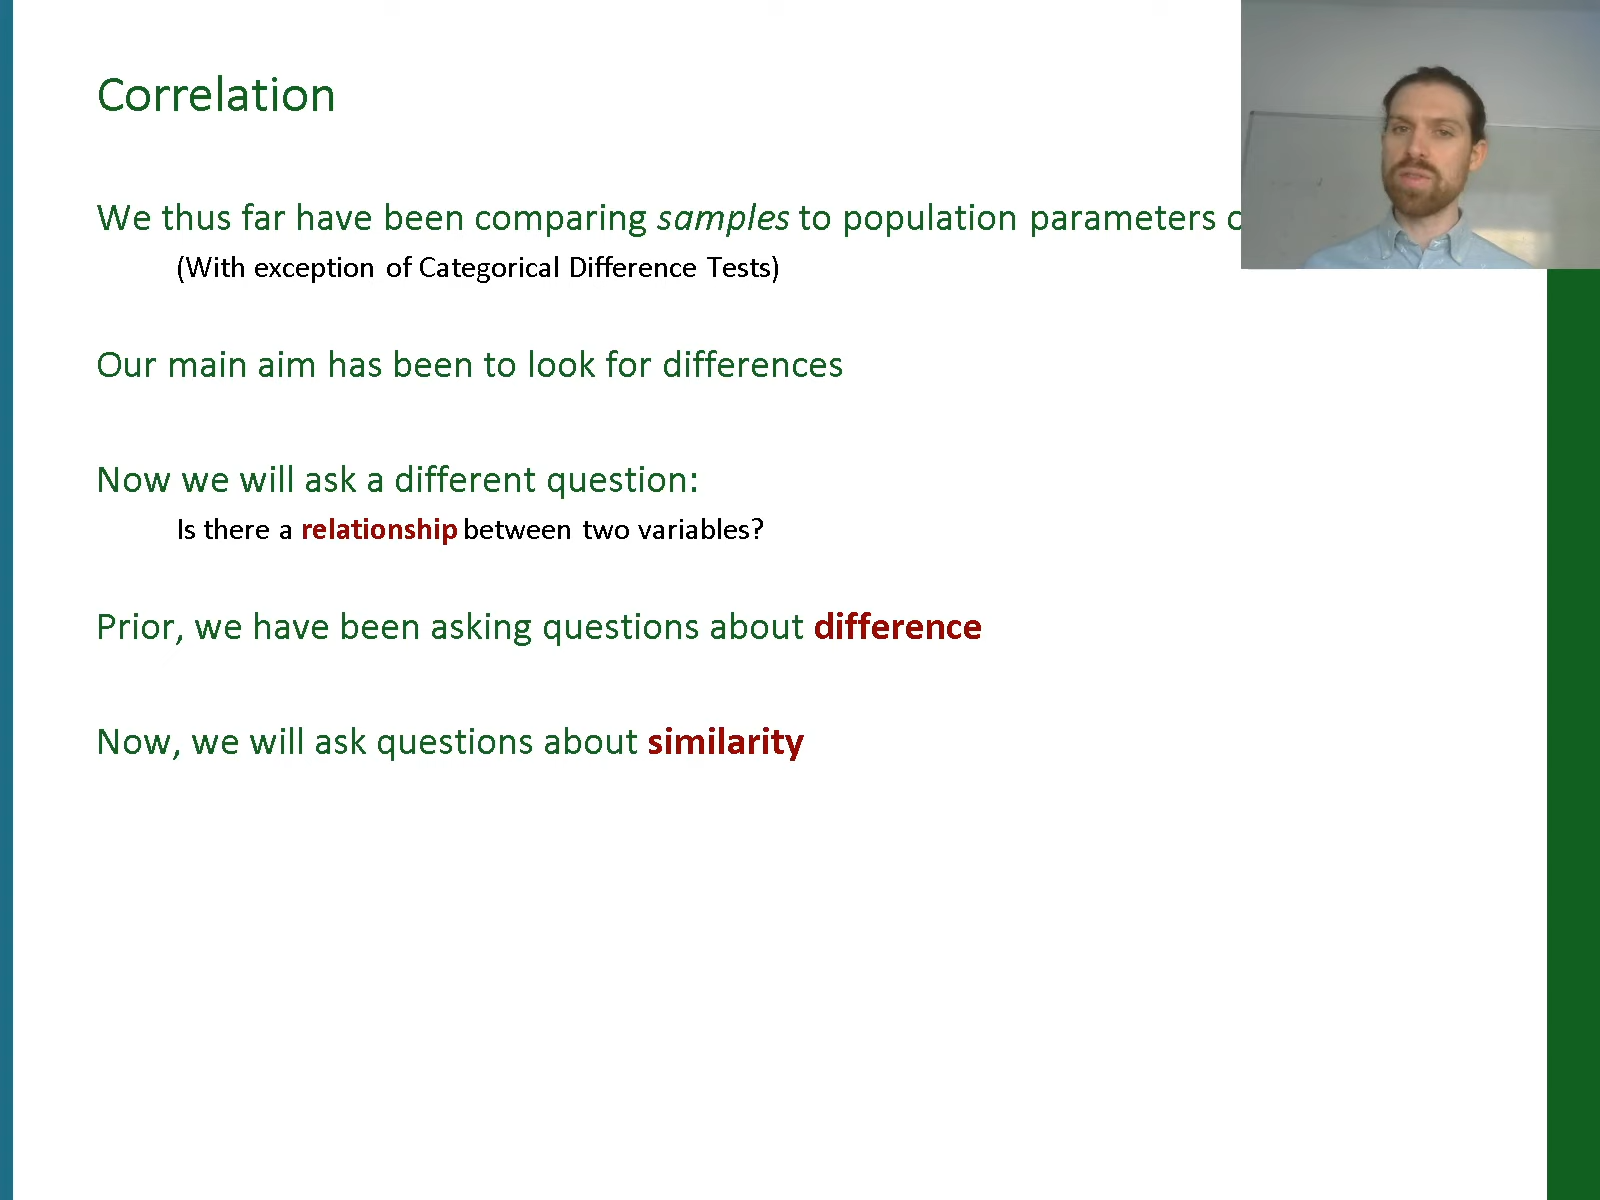 Correlation
We thus far have been comparing samples to population parameters
(With exception of Categorical Difference Tests)
Our main aim has been to look for differences
Now we will ask a different question:
Is there a relationship between two variables?
Prior, we have been asking questions about difference
Now, we will ask questions about similarity